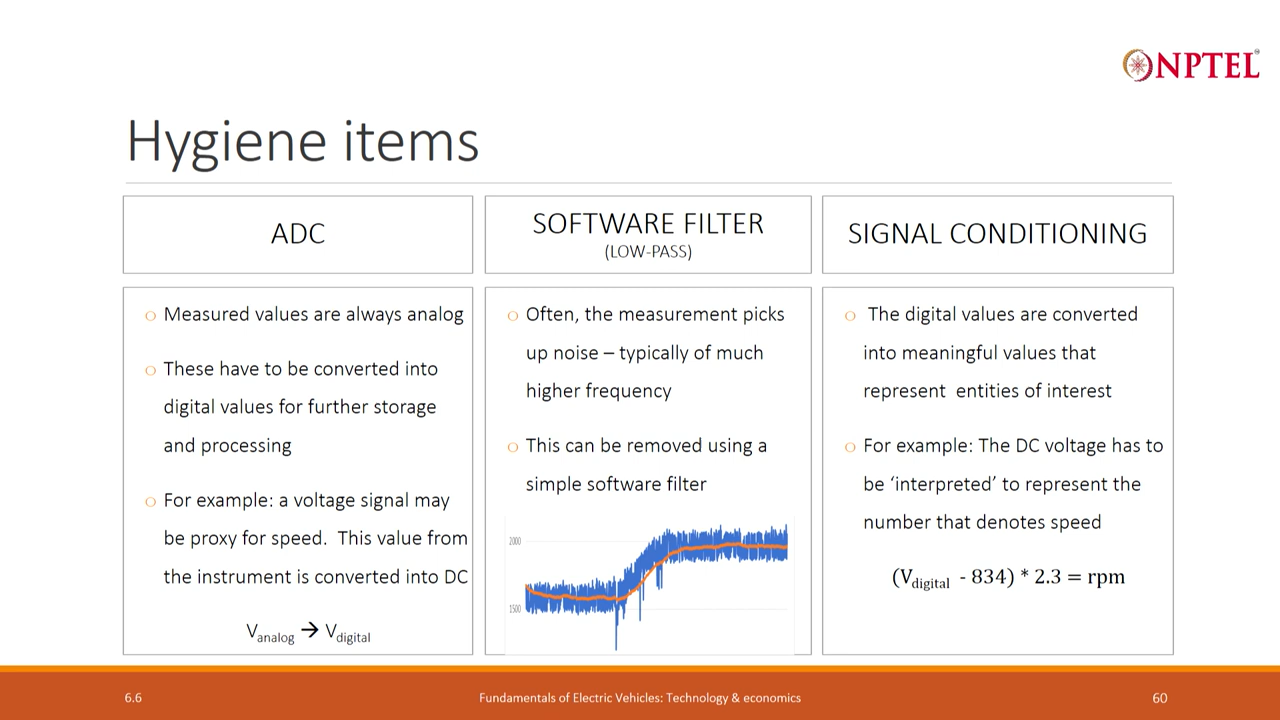 NPTEL
Hygiene items
ADC
o Measured values are always analog
o These have to be converted into
digital values for further storage
and processing
o For example: a voltage signal may
be proxy for speed. This value from
the instrument is converted into DC
Vanalog → Vdigital
SOFTWARE FILTER
(LOW-PASS)
o Often, the measurement picks
up noise – typically of much
higher frequency
o This can be removed using a
simple software filter
2000
1500
SIGNAL CONDITIONING
o The digital values are converted
into meaningful values that
represent entities of interest
o For example: The DC voltage has to
be ‘interpreted’ to represent the
number that denotes speed
(Vdigital - 834) * 2.3 = rpm
6.6
Fundamentals of Electric Vehicles: Technology & economics
60